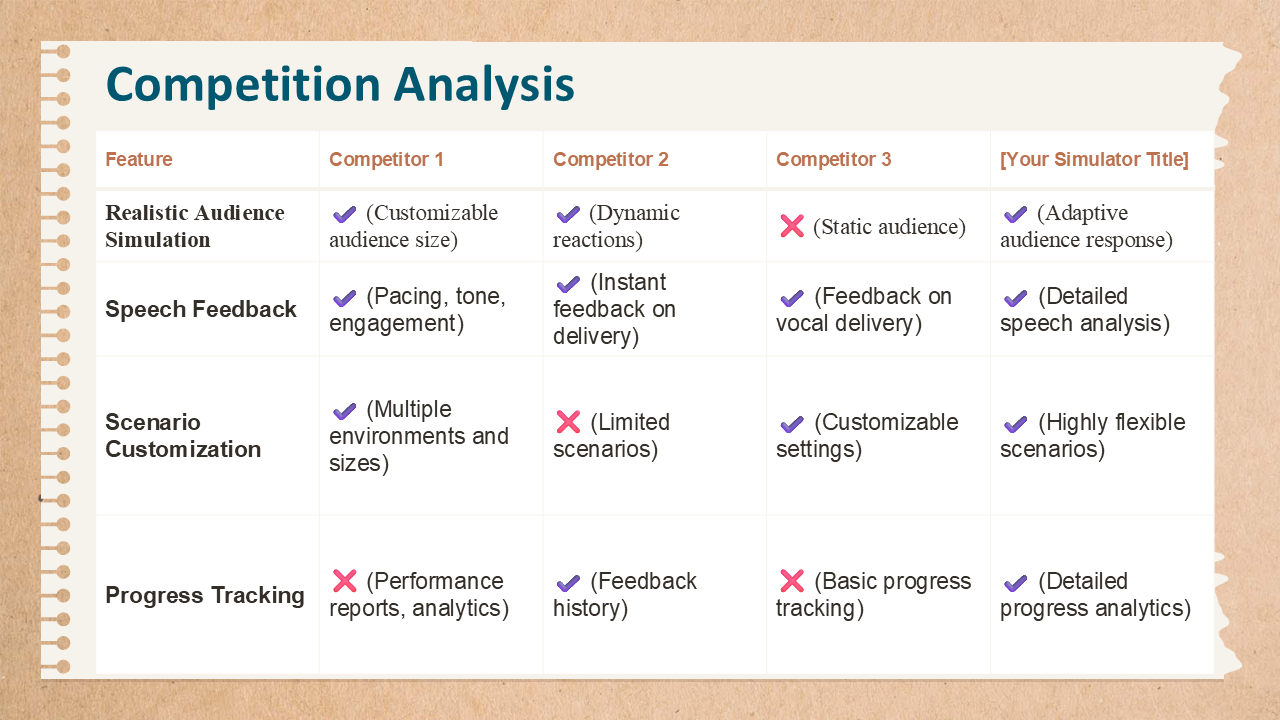 Competition Analysis
Feature
Competitor 1
Competitor 2
Competitor 3
[Your Simulator Title]
Realistic Audience
Simulation
✔ (Customizable
audience size)
✔ (Dynamic
reactions)
❌ (Static audience)
✔ (Adaptive
audience response)
Speech Feedback
✔ (Pacing, tone,
engagement)
✔ (Instant
feedback on
delivery)
✔ (Feedback on
vocal delivery)
✔ (Detailed
speech analysis)
Scenario
Customization
✔ (Multiple
environments and
sizes)
❌ (Limited
scenarios)
✔ (Customizable
settings)
✔ (Highly flexible
scenarios)
Progress Tracking
❌ (Performance
reports, analytics)
✔ (Feedback
history)
❌ (Basic progress
tracking)
✔ (Detailed
progress analytics)